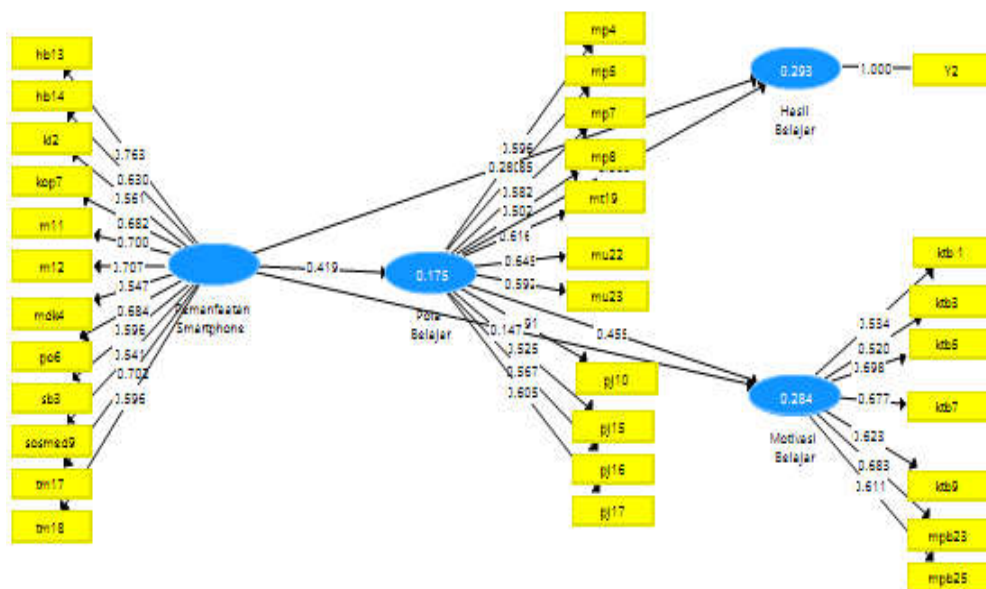 hb13
hb14
kl2
kop7
m11
m12
mdk4
po6
sb3
sosmed9
tm17
tm18
0.763
0.630
0.561
0.682
0.700
0.707
0.547
0.684
0.596
0.541
0.702
0.596
Pemanfaatan
Smartphone
0.419
0.175
Pola
Belajar
mp4
mp5
mp7
mp8
mt19
mu22
mu23
pj10
pj15
pj16
pj17
0.596
0.582
0.502
0.616
0.645
0.592
0.525
0.567
0.605
0.147
0.455
0.293
Hasil
Belajar
1.000
Y2
0.284
Motivasi
Belajar
0.534
0.520
0.698
0.677
0.623
0.683
0.611
ktb1
ktb3
ktb5
ktb7
ktb9
mpb23
mpb25